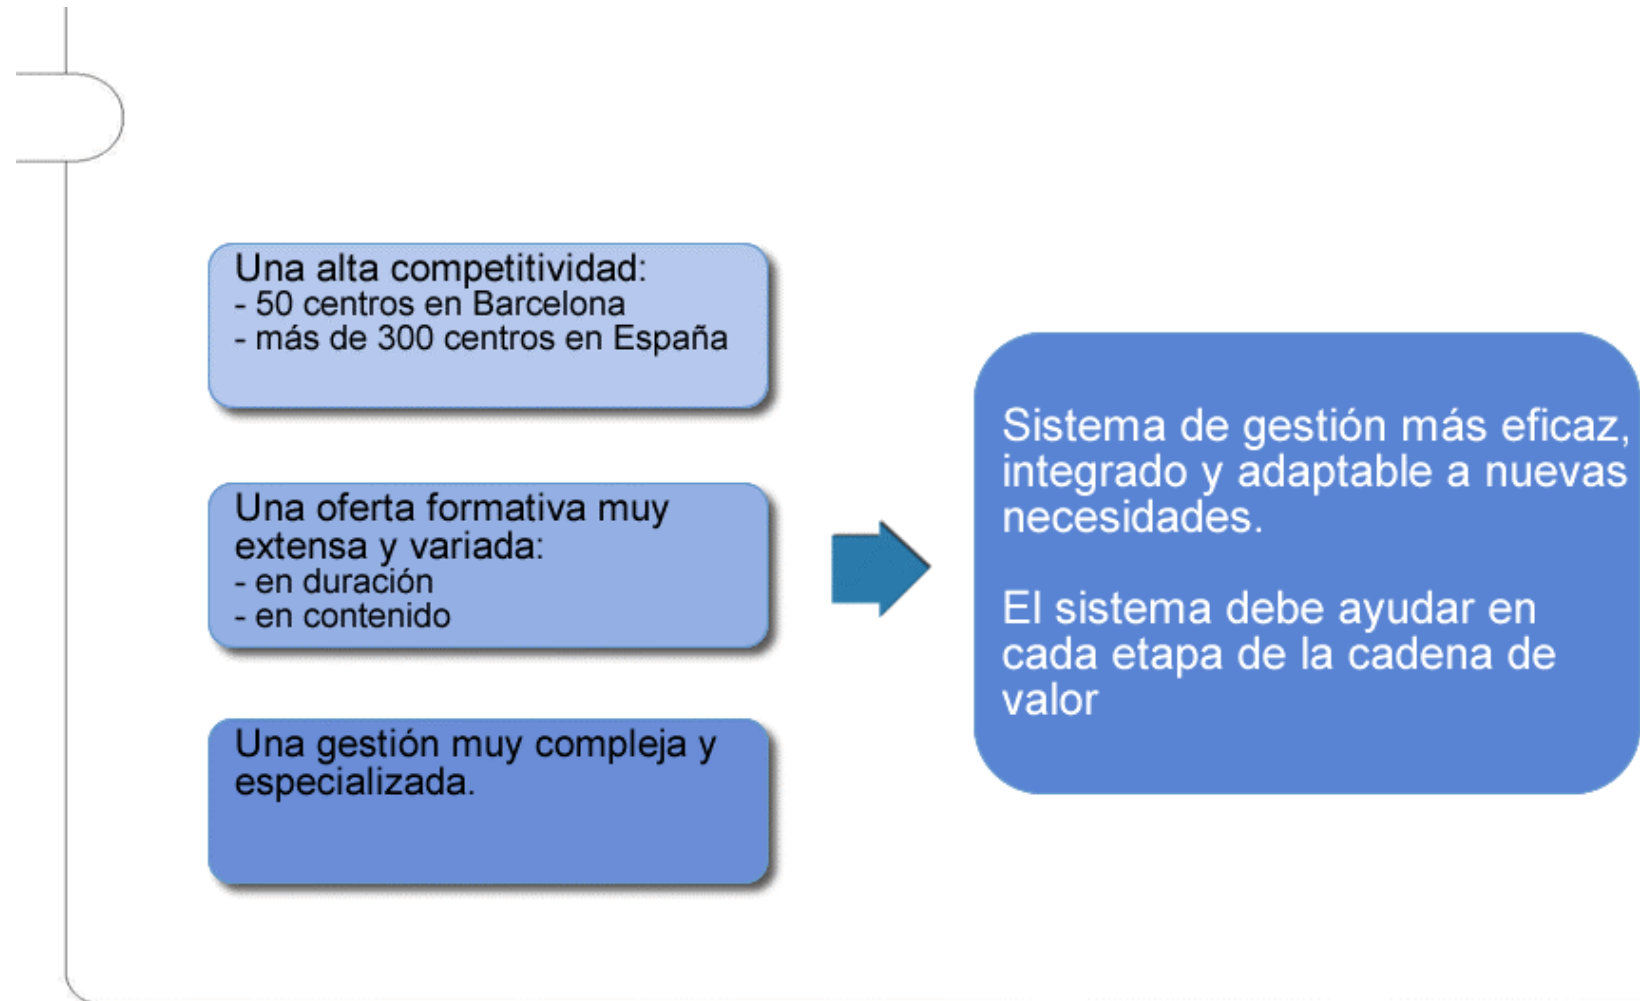 Una alta competitividad:
- 50 centros en Barcelona
- más de 300 centros en España
Una oferta formativa muy
extensa y variada:
- en duración
- en contenido
Una gestión muy compleja y
especializada.
Sistema de gestión más eficaz,
integrado y adaptable a nuevas
necesidades.
El sistema debe ayudar en
cada etapa de la cadena de
valor